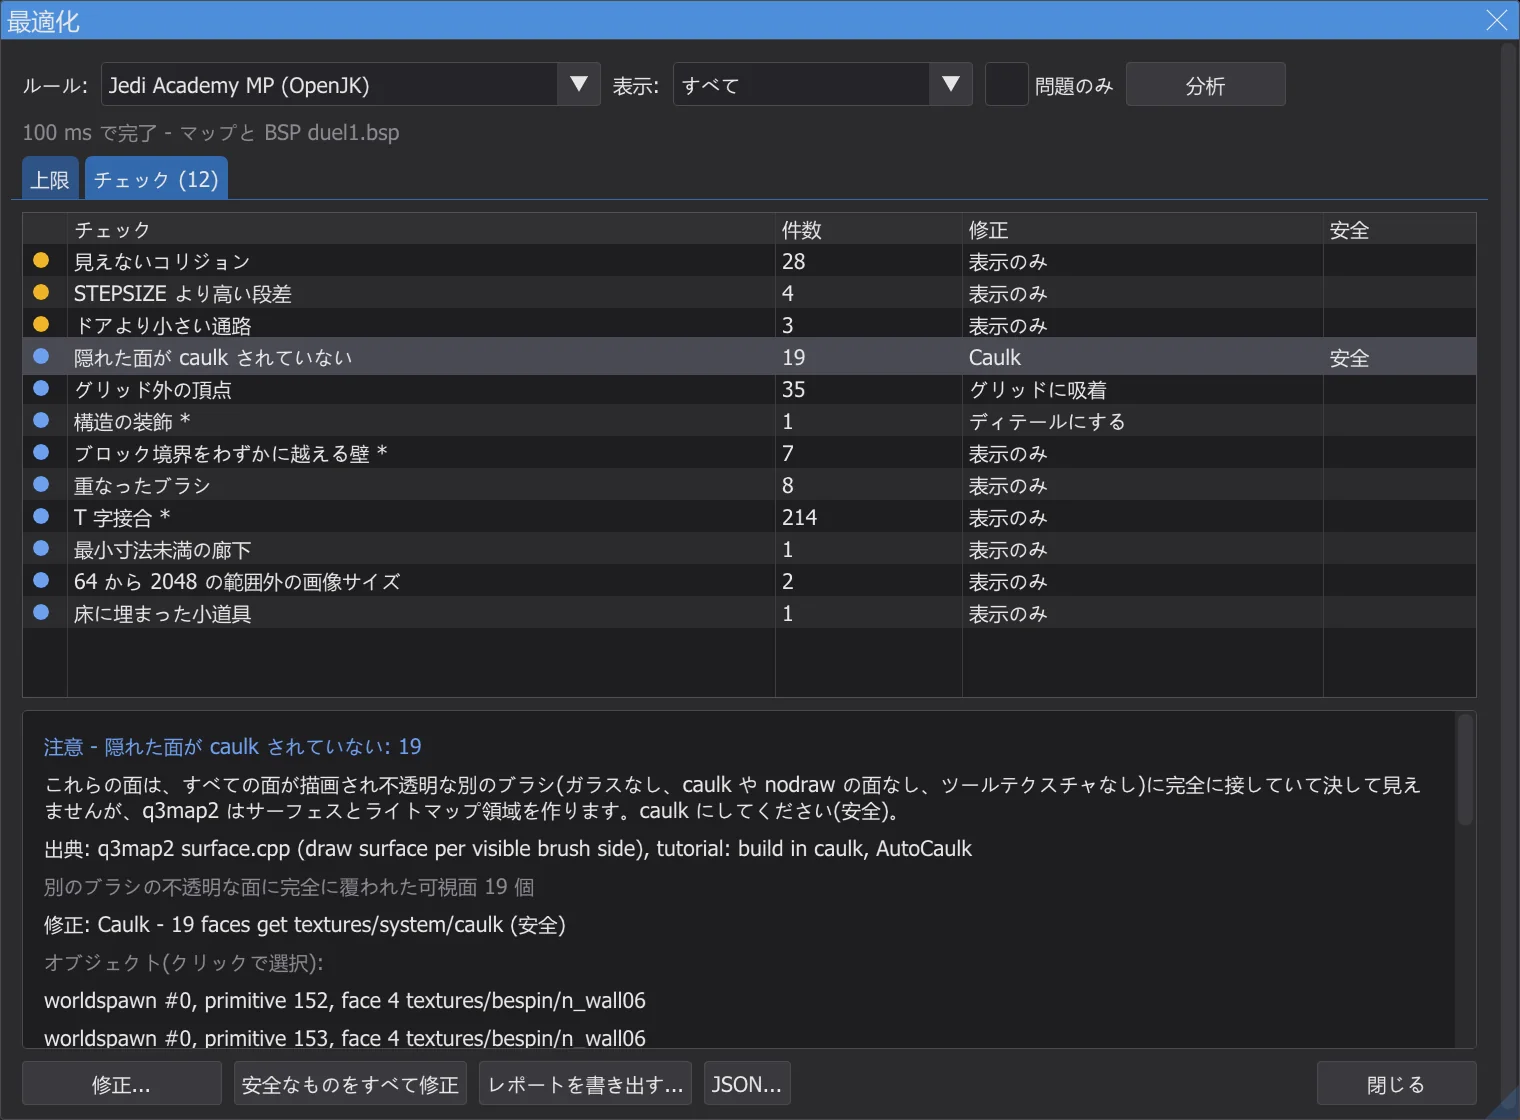 最適化
ルール: Jedi Academy MP (OpenJK) 表示: すべて 問題のみ 分析
100 ms で完了 - マップと BSP duel1.bsp
上限 チェック (12)
チェック 件数 修正 安全
見えないコリジョン 28 表示のみ
STEPSIZE より高い段差 4 表示のみ
ドアより小さい通路 3 表示のみ
隠れた面が caulk されていない 19 Caulk 安全
グリッド外の頂点 35 グリッドに吸着
構造の装飾 * 1 ディテールにする
ブロック境界をわずかに越える壁 * 7 表示のみ
重なったブラシ 8 表示のみ
T 字接合 * 214 表示のみ
最小寸法未満の廊下 1 表示のみ
64 から 2048 の範囲外の画像サイズ 2 表示のみ
床に埋まった小道具 1 表示のみ
注意 - 隠れた面が caulk されていない: 19
これらの面は、すべての面が描画され不透明な別のブラシ(ガラスなし、caulk や nodraw の面なし、ツールテクスチャなし)に完全に接していて決して見え
ませんが、q3map2 はサーフェスとライトマップ領域を作ります。caulk にしてください(安全)。
出典: q3map2 surface.cpp (draw surface per visible brush side), tutorial: build in caulk, AutoCaulk
別のブラシの不透明な面に完全に覆われた可視面 19 個
修正: Caulk - 19 faces get textures/system/caulk (安全)
オブジェクト(クリックで選択):
worldspawn #0, primitive 152, face 4 textures/bespin/n_wall06
worldspawn #0, primitive 153, face 4 textures/bespin/n_wall06
修正... 安全なものをすべて修正 レポートを書き出す... JSON... 閉じる